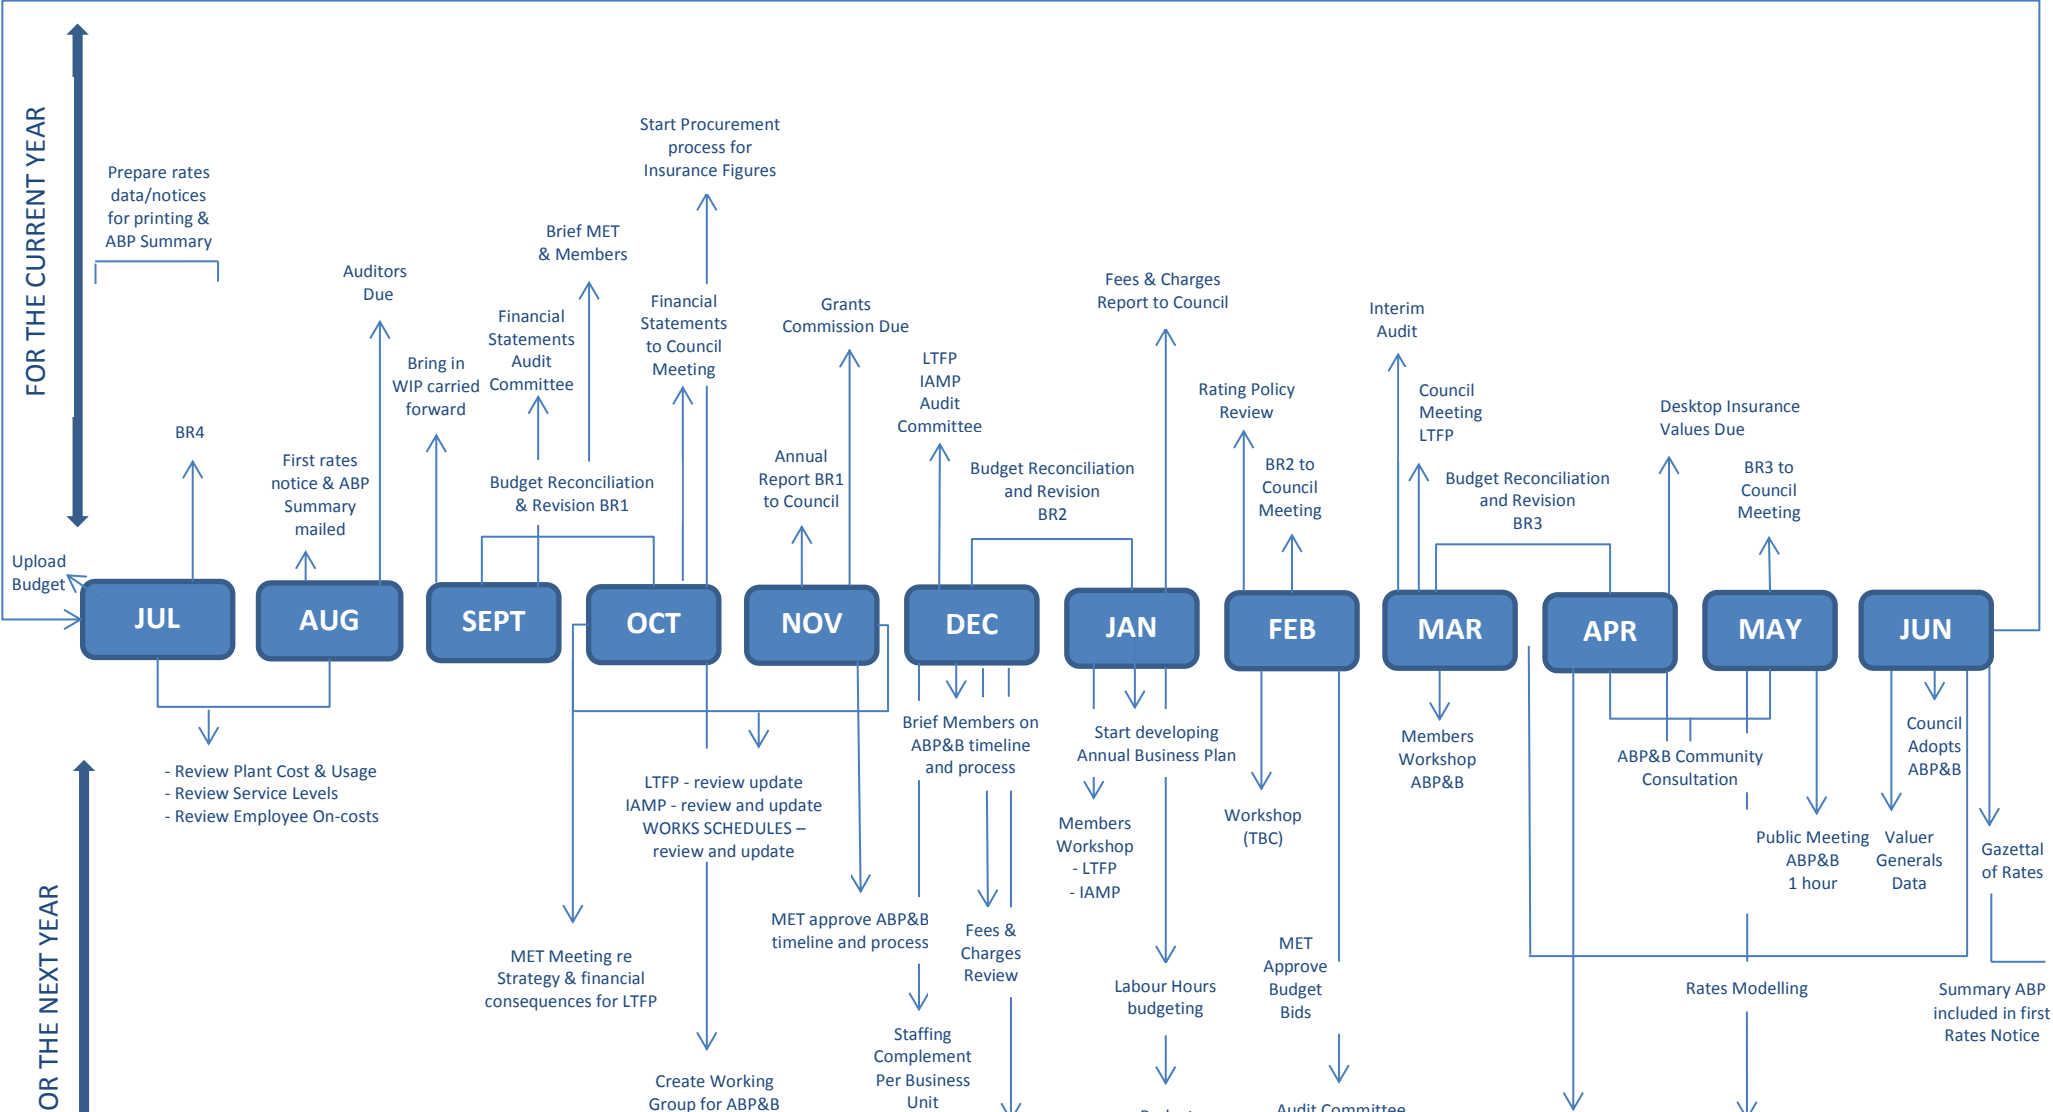 FOR THE CURRENT YEAR
Prepare rates
data/notices
for printing &
ABP Summary
BR4
Upload
Budget
First rates
notice & ABP
Summary
mailed
Auditors
Due
Bring in
WIP carried
forward
Financial
Statements
Audit
Committee
Brief MET
& Members
Budget Reconciliation
& Revision BR1
Start Procurement
process for
Insurance Figures
Financial
Statements
to Council
Meeting
Annual
Report BR1
to Council
Grants
Commission Due
LTFP
IAMP
Audit
Committee
Budget Reconciliation
and Revision
BR2
Fees & Charges
Report to Council
Rating Policy
Review
BR2 to
Council
Meeting
Interim
Audit
Council
Meeting
LTFP
Budget Reconciliation
and Revision
BR3
Desktop Insurance
Values Due
BR3 to
Council
Meeting
JUL
AUG
SEPT
OCT
NOV
DEC
JAN
FEB
MAR
APR
MAY
JUN
OR THE NEXT YEAR
- Review Plant Cost & Usage
- Review Service Levels
- Review Employee On-costs
MET Meeting re
Strategy & financial
consequences for LTFP
LTFP - review update
IAMP - review and update
WORKS SCHEDULES –
review and update
Create Working
Group for ABP&B
MET approve ABP&B
timeline and process
Brief Members on
ABP&B timeline
and process
Staffing
Complement
Per Business
Unit
Fees &
Charges
Review
Start developing
Annual Business Plan
Members
Workshop
- LTFP
- IAMP
Labour Hours
budgeting
Workshop
(TBC)
MET
Approve
Budget
Bids
Audit Committee
Members
Workshop
ABP&B
ABP&B Community
Consultation
Public Meeting
ABP&B
1 hour
Rates Modelling
Valuer
Generals
Data
Council
Adopts
ABP&B
Gazettal
of Rates
Summary ABP
included in first
Rates Notice